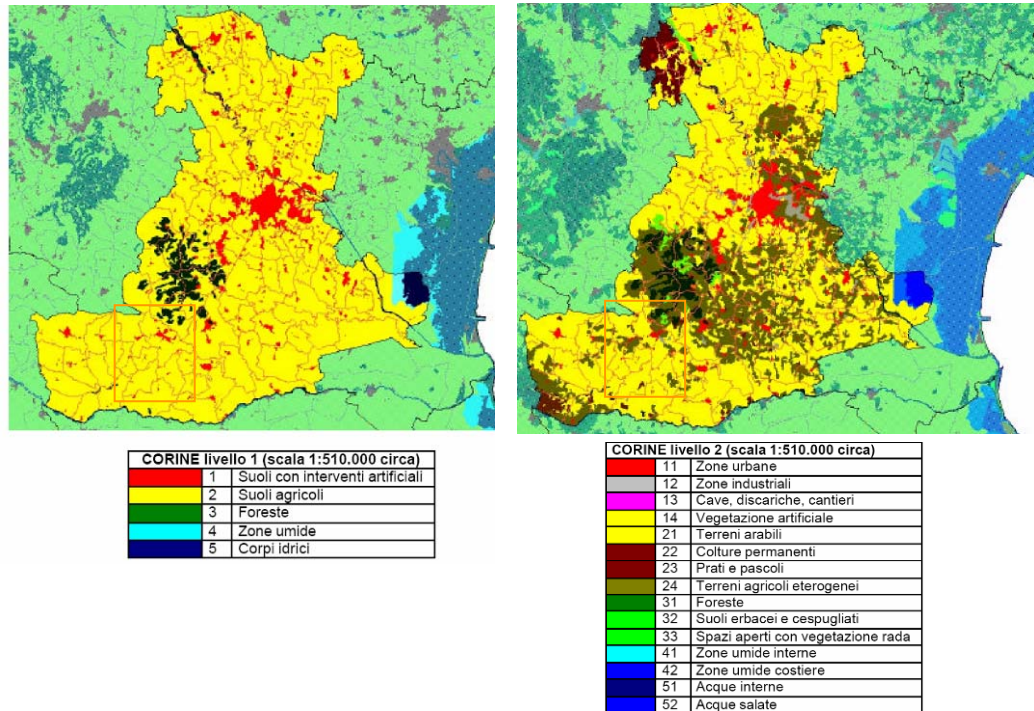 CORINE livello 1 (scala 1:510.000 circa)
1 Suoli con interventi artificiali
2 Suoli agricoli
3 Foreste
4 Zone umide
5 Corpi idrici
CORINE livello 2 (scala 1:510.000 circa)
11 Zone urbane
12 Zone industriali
13 Cave, discariche, cantieri
14 Vegetazione artificiale
21 Terreni arabili
22 Colture permanenti
23 Prati e pascoli
24 Terreni agricoli eterogenei
31 Foreste
32 Suoli erbacei e cespugliati
33 Spazi aperti con vegetazione rada
41 Zone umide interne
42 Zone umide costiere
51 Acque interne
52 Acque salate